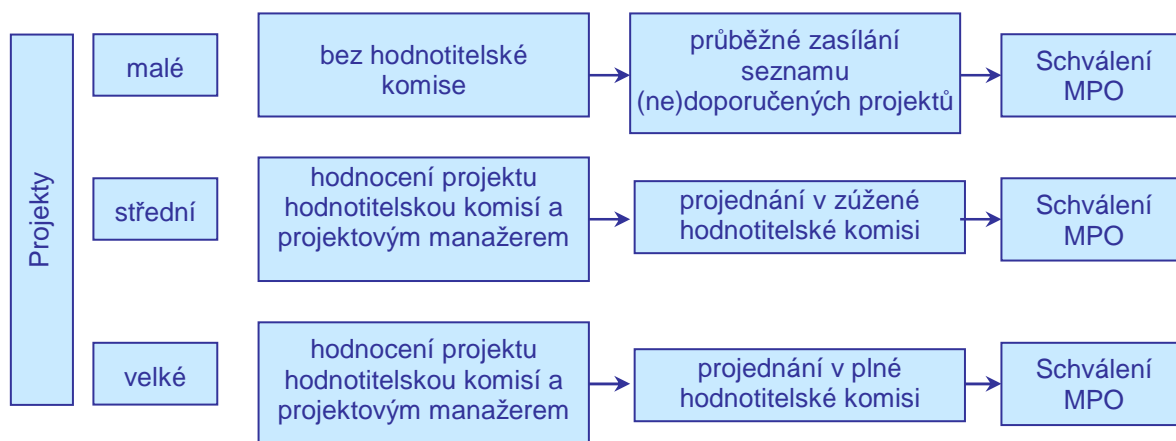 Projekty
malé
bez hodnotitelské
komise
průběžné zasílání
seznamu
(ne)doporučených projektů
Schválení
MPO
střední
hodnocení projektu
hodnotitelskou komisí a
projektovým manažerem
projednání v zúžené
hodnotitelské komisi
Schválení
MPO
velké
hodnocení projektu
hodnotitelskou komisí a
projektovým manažerem
projednání v plné
hodnotitelské komisi
Schválení
MPO